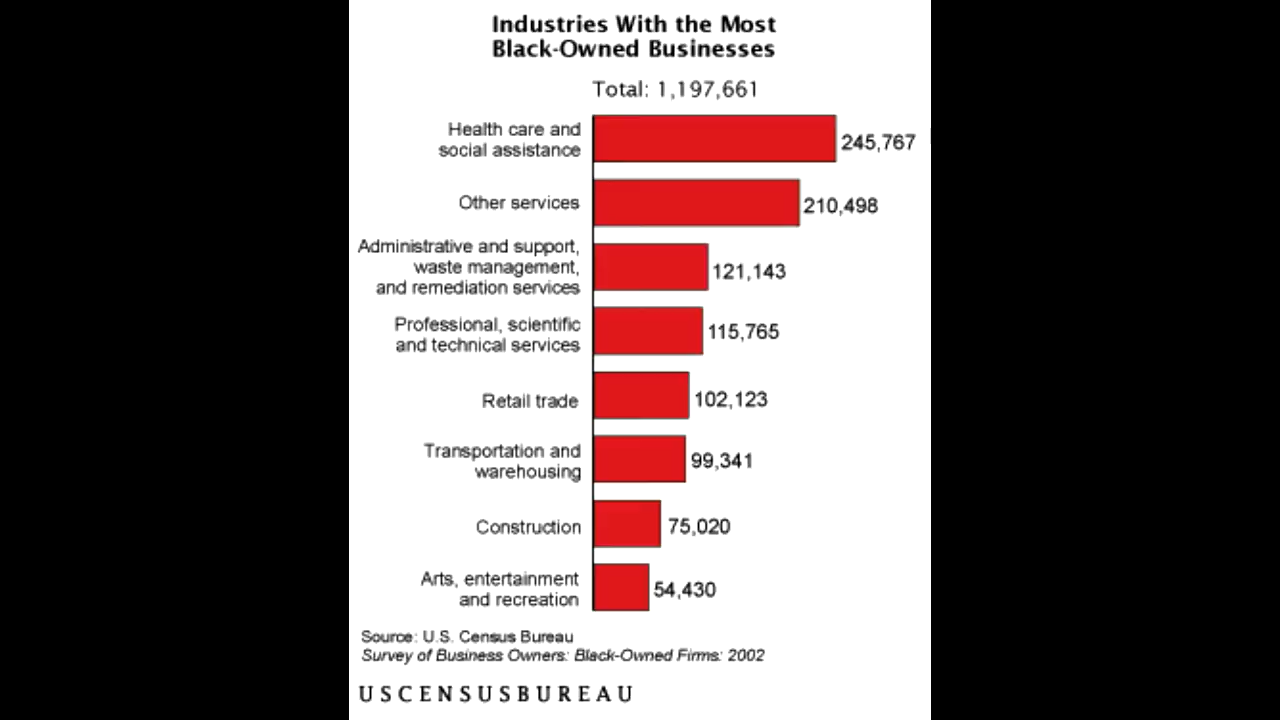 Industries With the Most
Black-Owned Businesses
Total: 1,197,661
Health care and
social assistance
245,767
Other services
210,498
Administrative and support,
waste management,
and remediation services
121,143
Professional, scientific
and technical services
115,765
Retail trade
102,123
Transportation and
warehousing
99,341
Construction
75,020
Arts, entertainment
and recreation
54,430
Source: U.S. Census Bureau
Survey of Business Owners: Black-Owned Firms: 2002
USCENSUSBUREAU